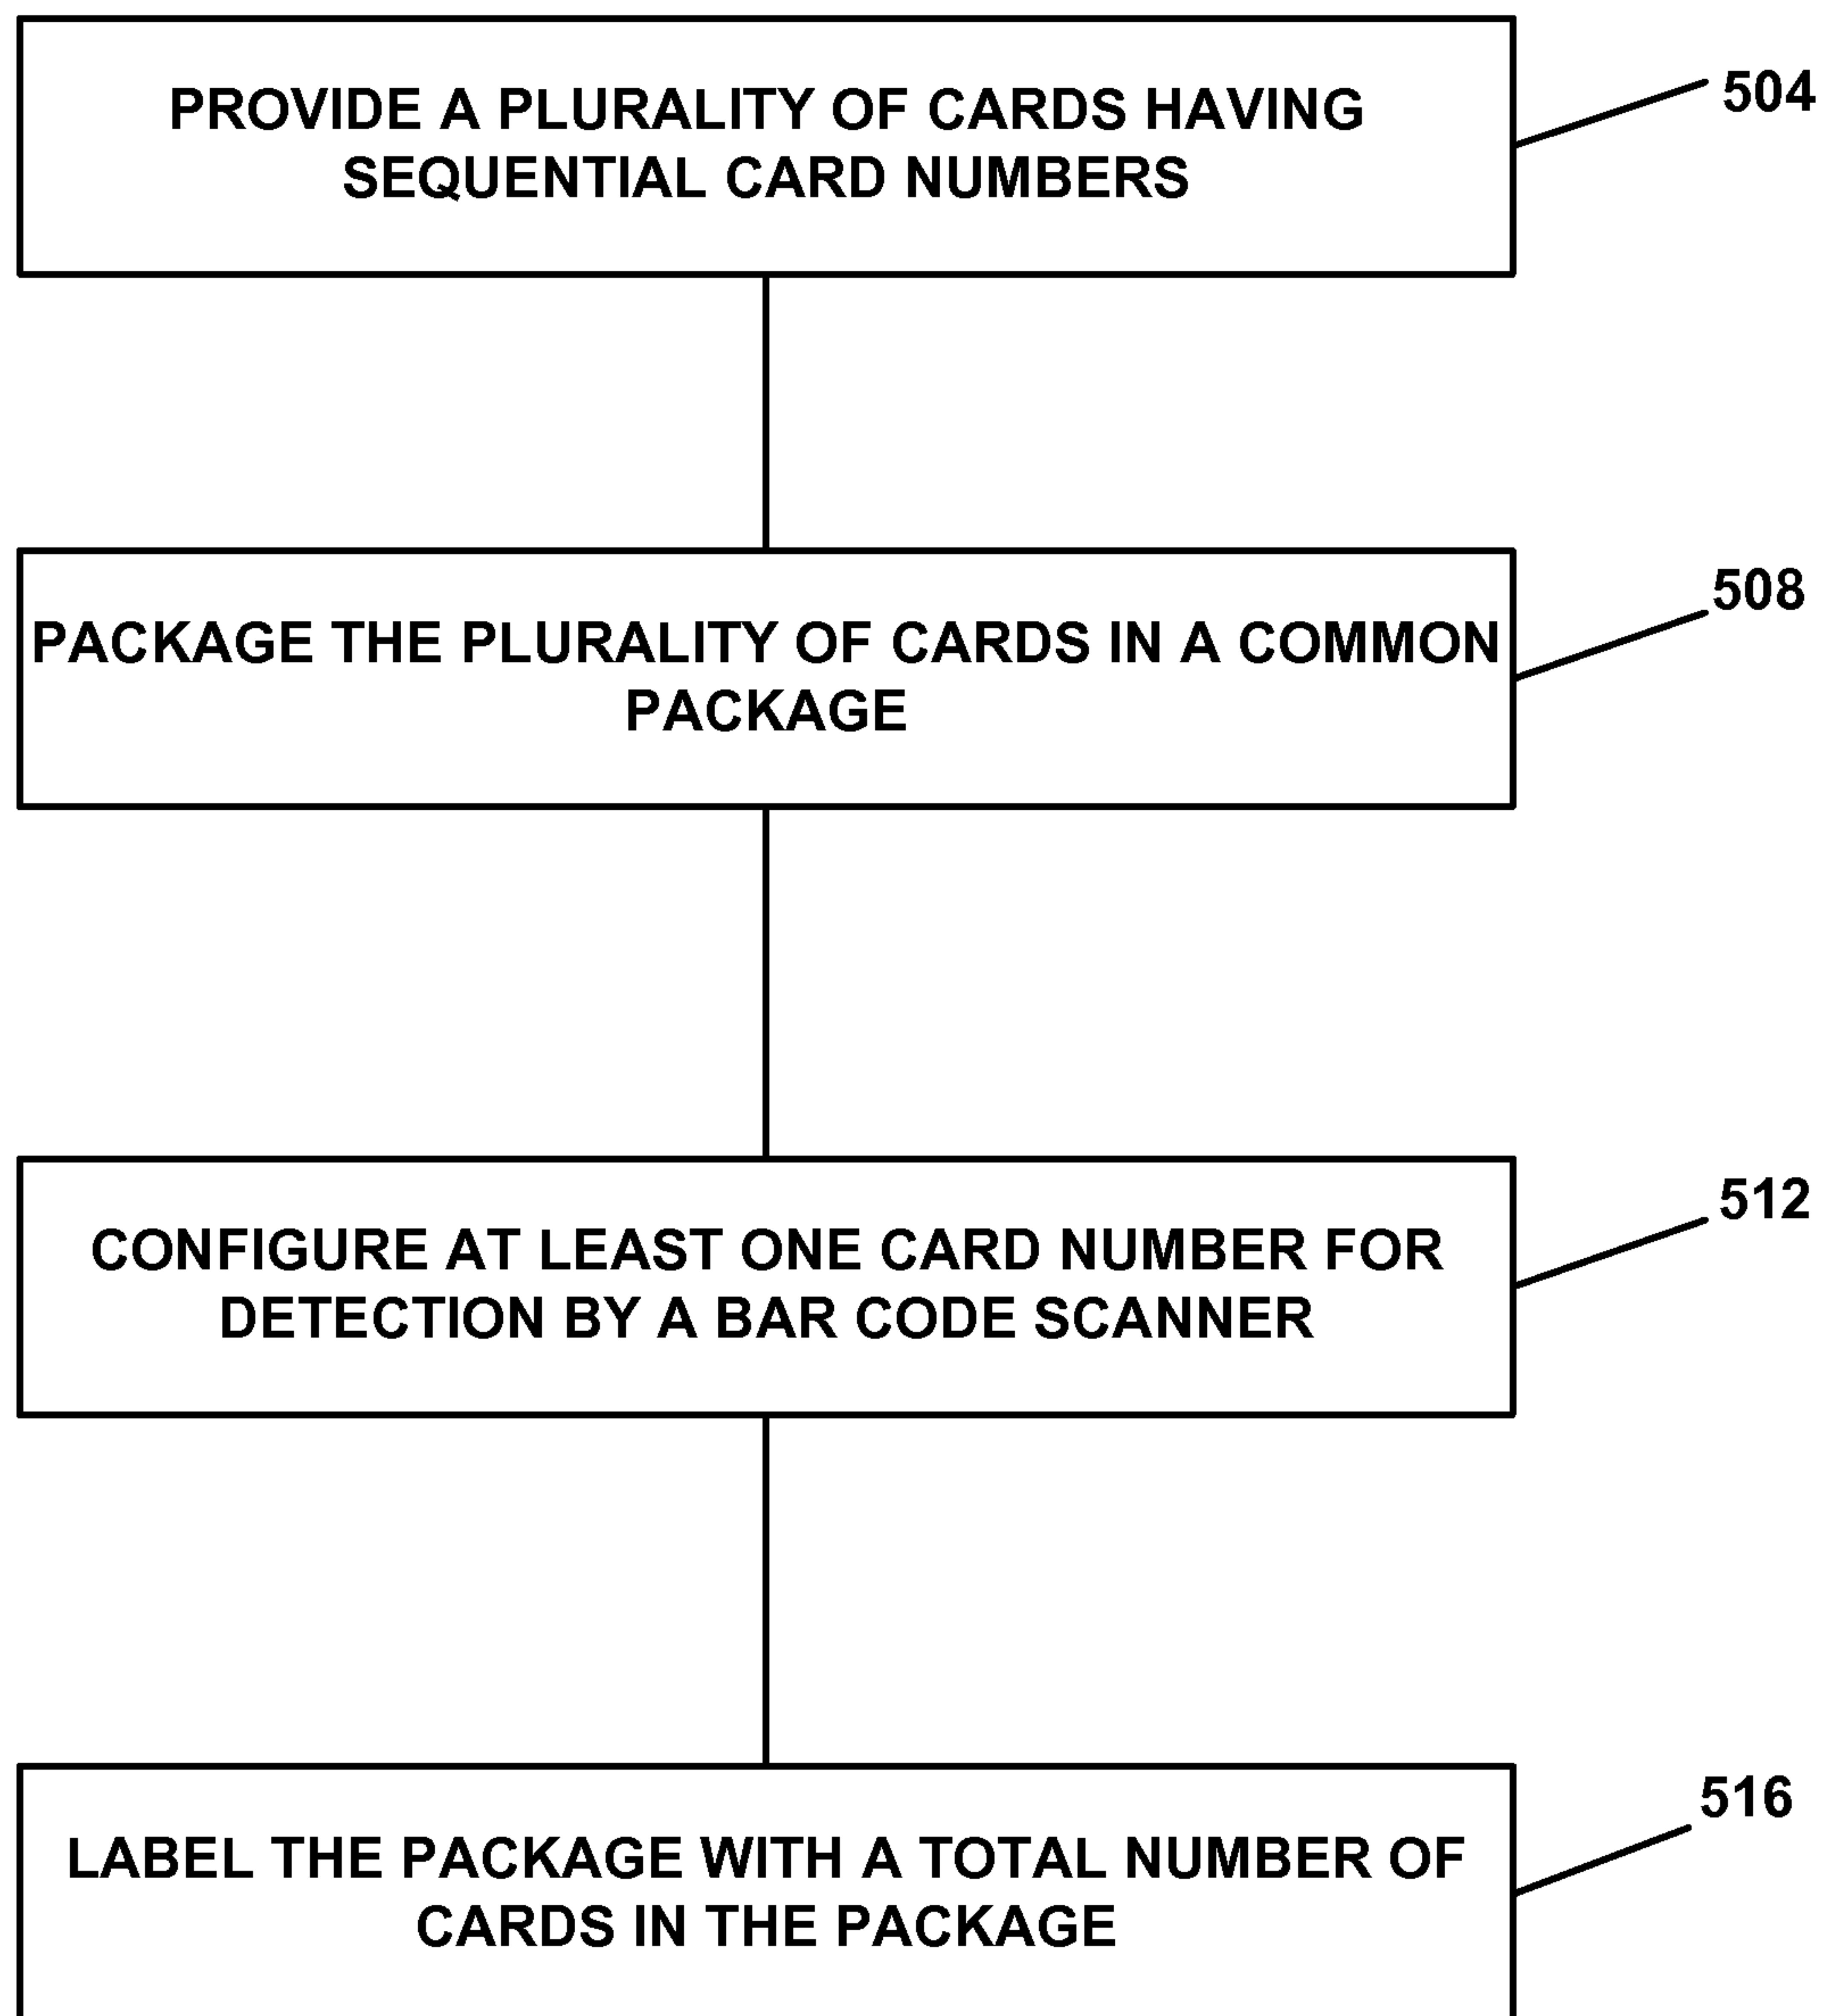 PROVIDE A PLURALITY OF CARDS HAVING
SEQUENTIAL CARD NUMBERS
504
PACKAGE THE PLURALITY OF CARDS IN A COMMON
PACKAGE
508
CONFIGURE AT LEAST ONE CARD NUMBER FOR
DETECTION BY A BAR CODE SCANNER
512
LABEL THE PACKAGE WITH A TOTAL NUMBER OF
CARDS IN THE PACKAGE
516